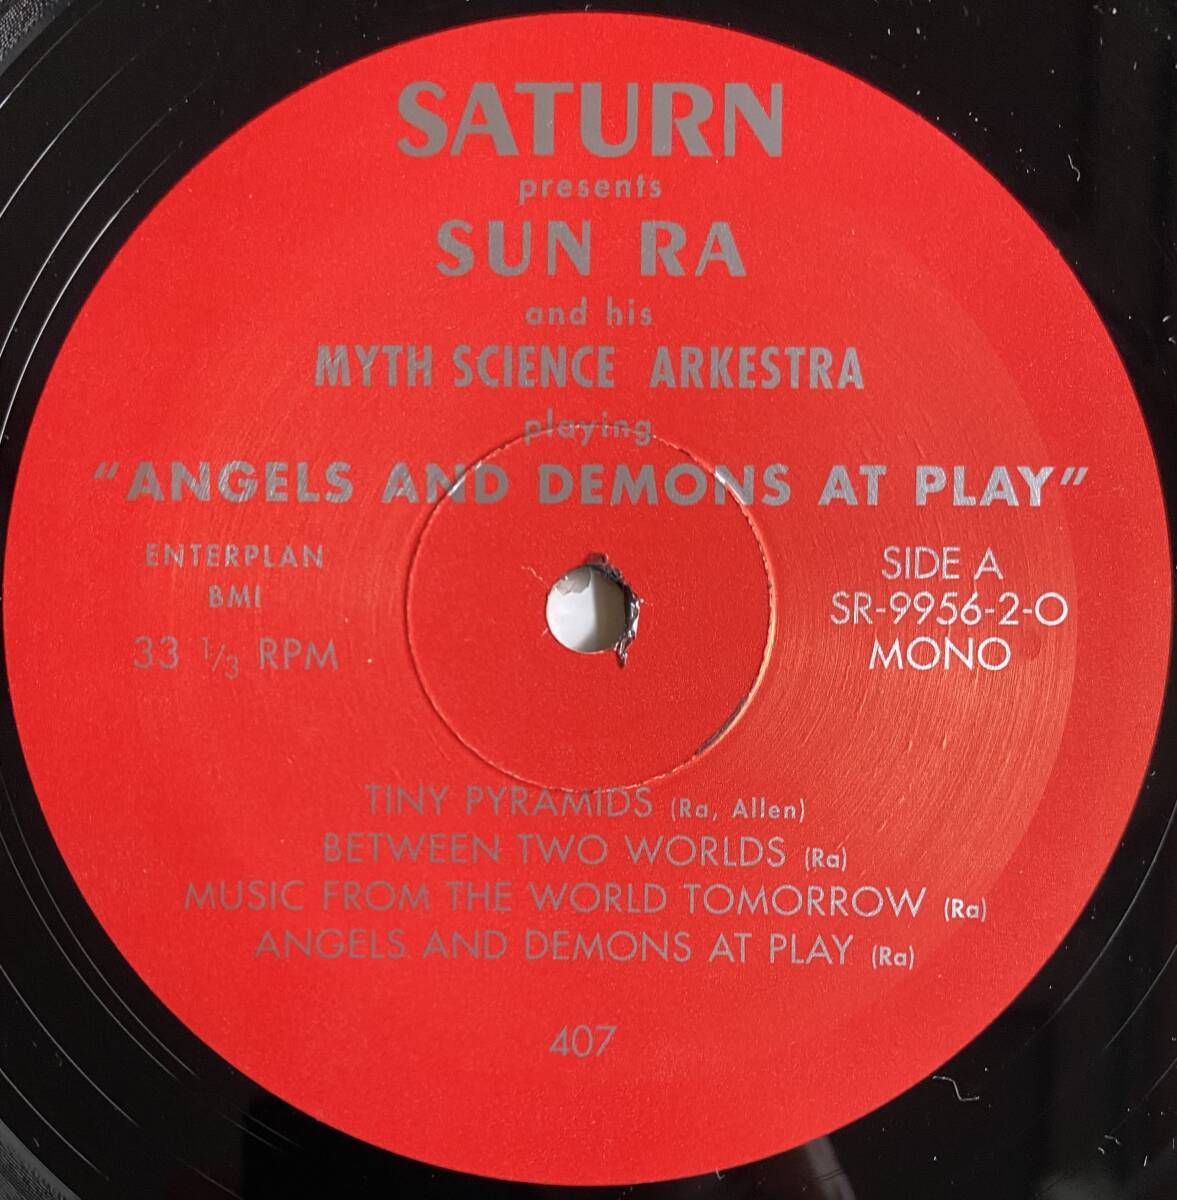 SATURN
presents
SUN RA
and his
MYTH SCIENCE ARKESTRA
playing
"ANGELS AND DEMONS AT PLAY"
ENTERPLAN
BMI
33 1/3 RPM
SIDE A
SR-9956-2-O
MONO
TINY PYRAMIDS (Ra, Allen)
BETWEEN TWO WORLDS (Ra)
MUSIC FROM THE WORLD TOMORROW (Ra)
ANGELS AND DEMONS AT PLAY (Ra)
407